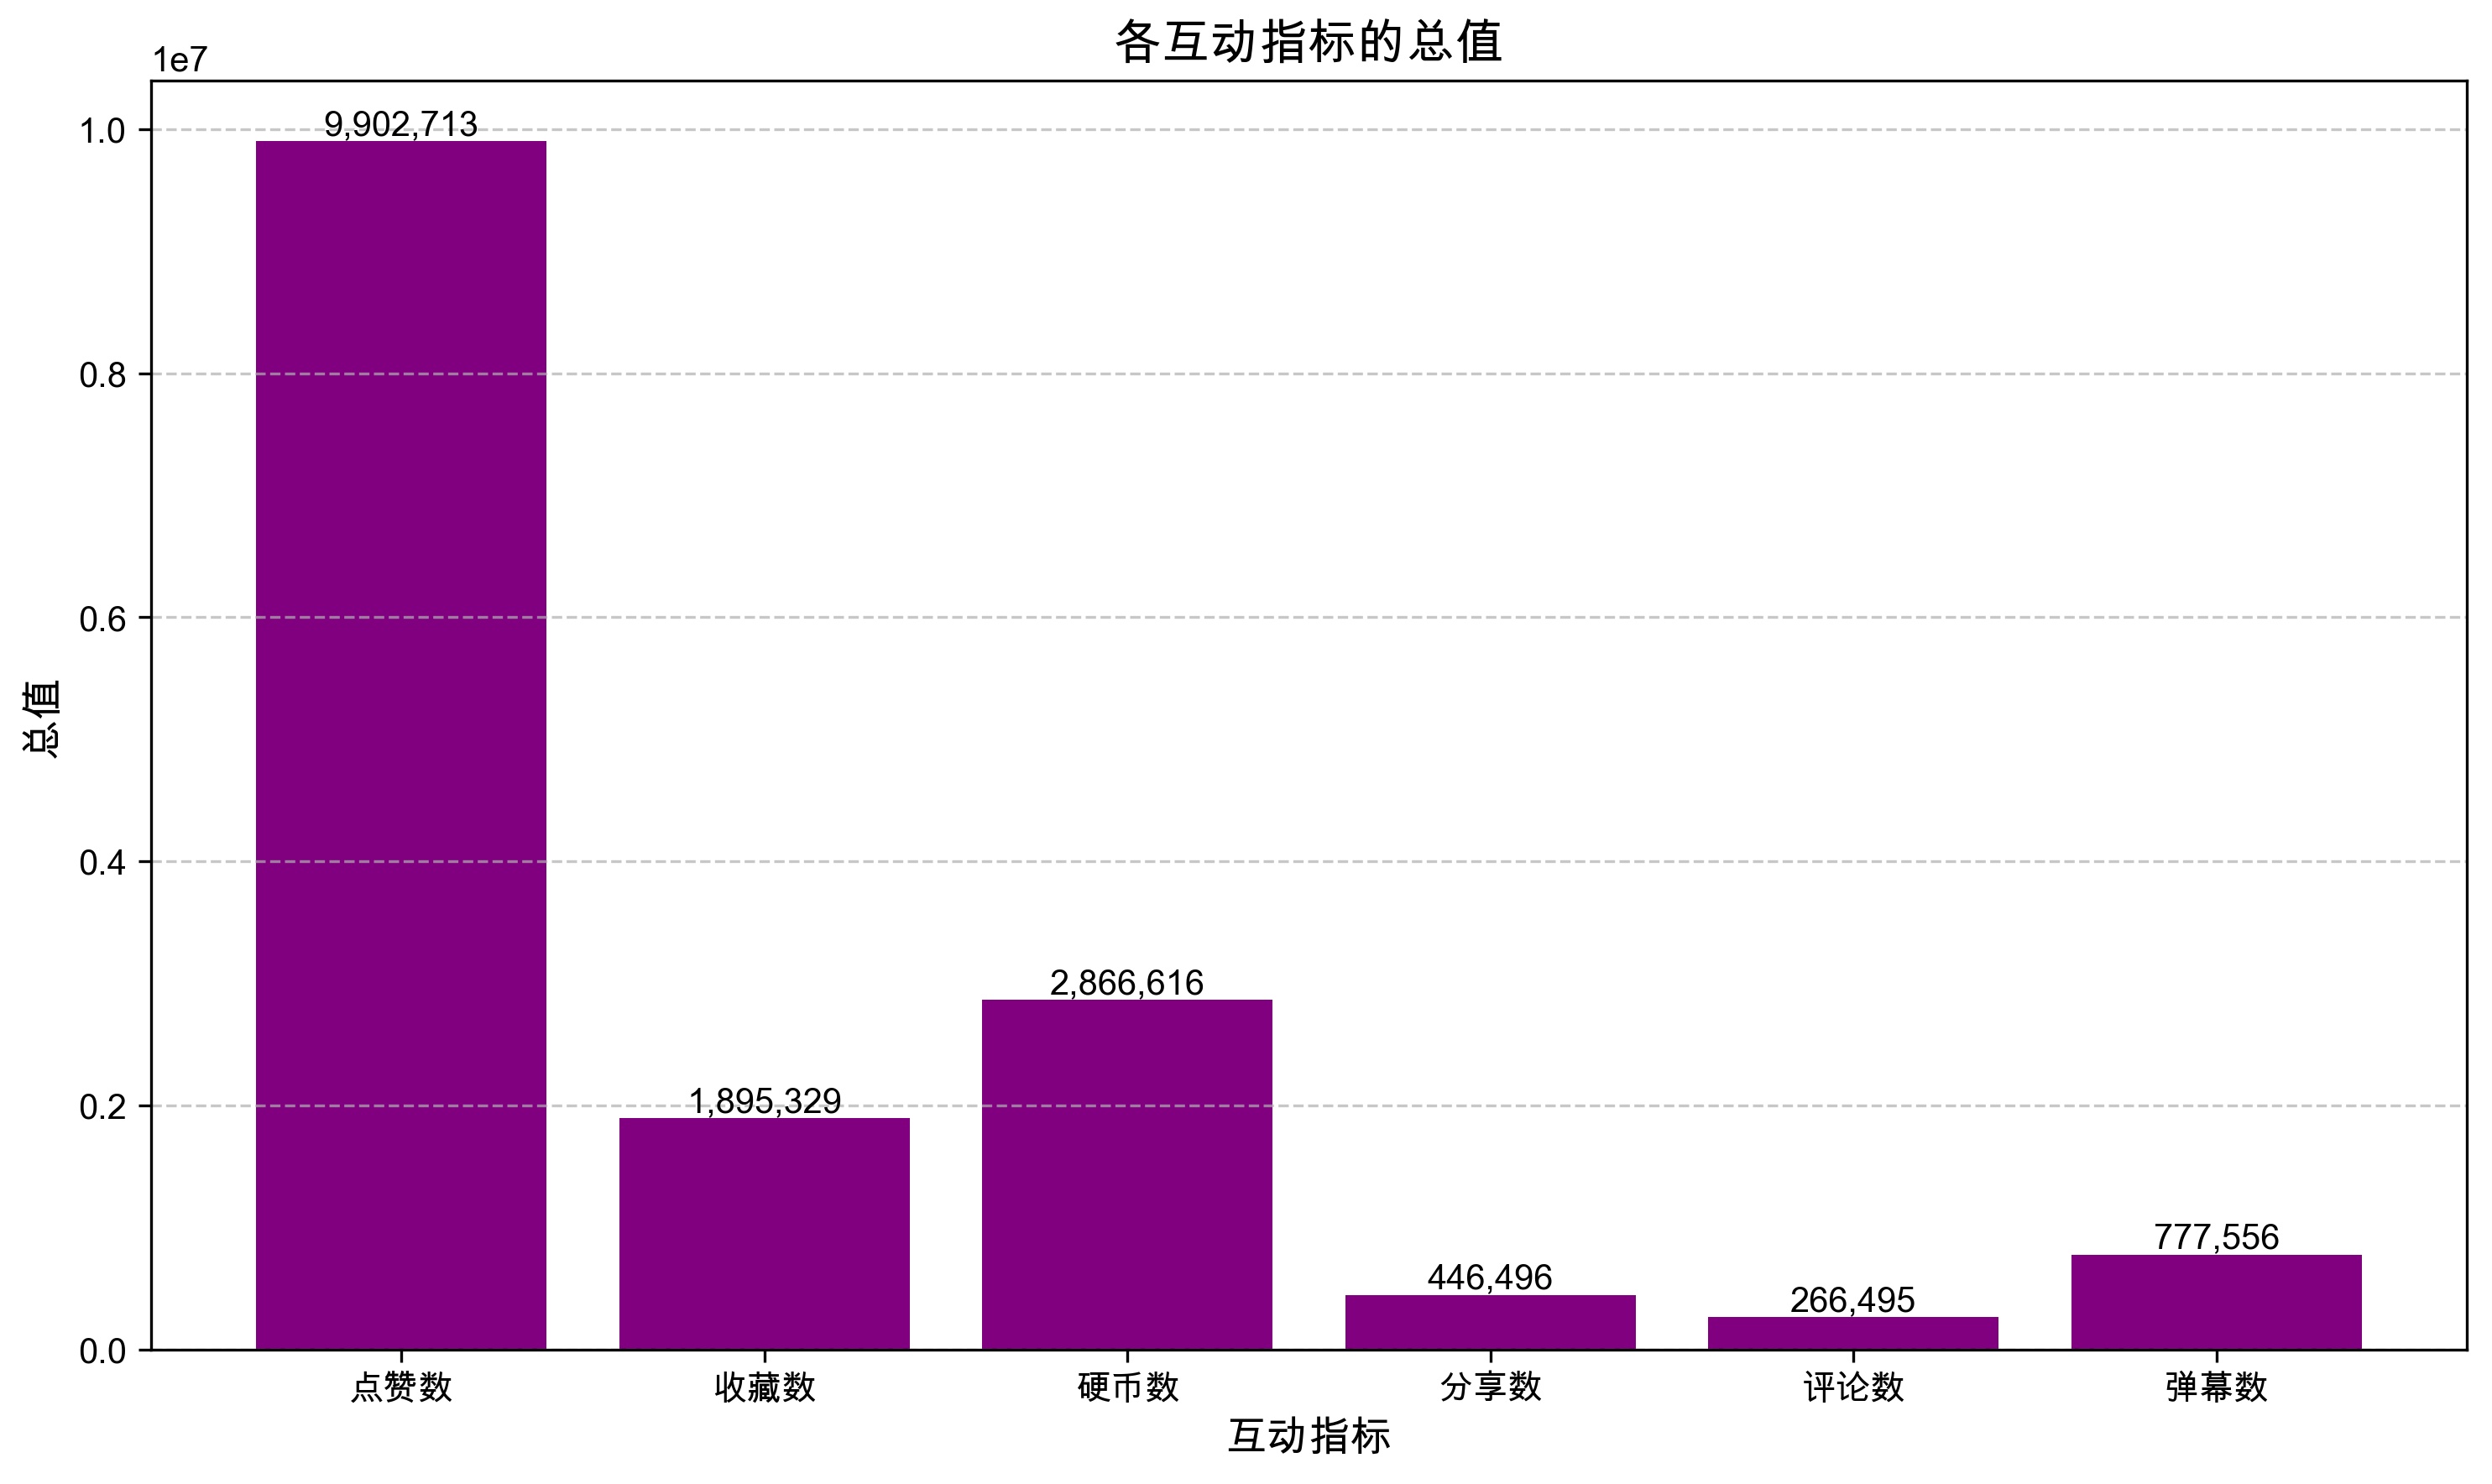 各互动指标的总值
1e7
1.0
0.8
0.6
0.4
0.2
0.0
总值
9,902,713
1,895,329
2,866,616
446,496
266,495
777,556
点赞数
收藏数
硬币数
分享数
评论数
弹幕数
互动指标